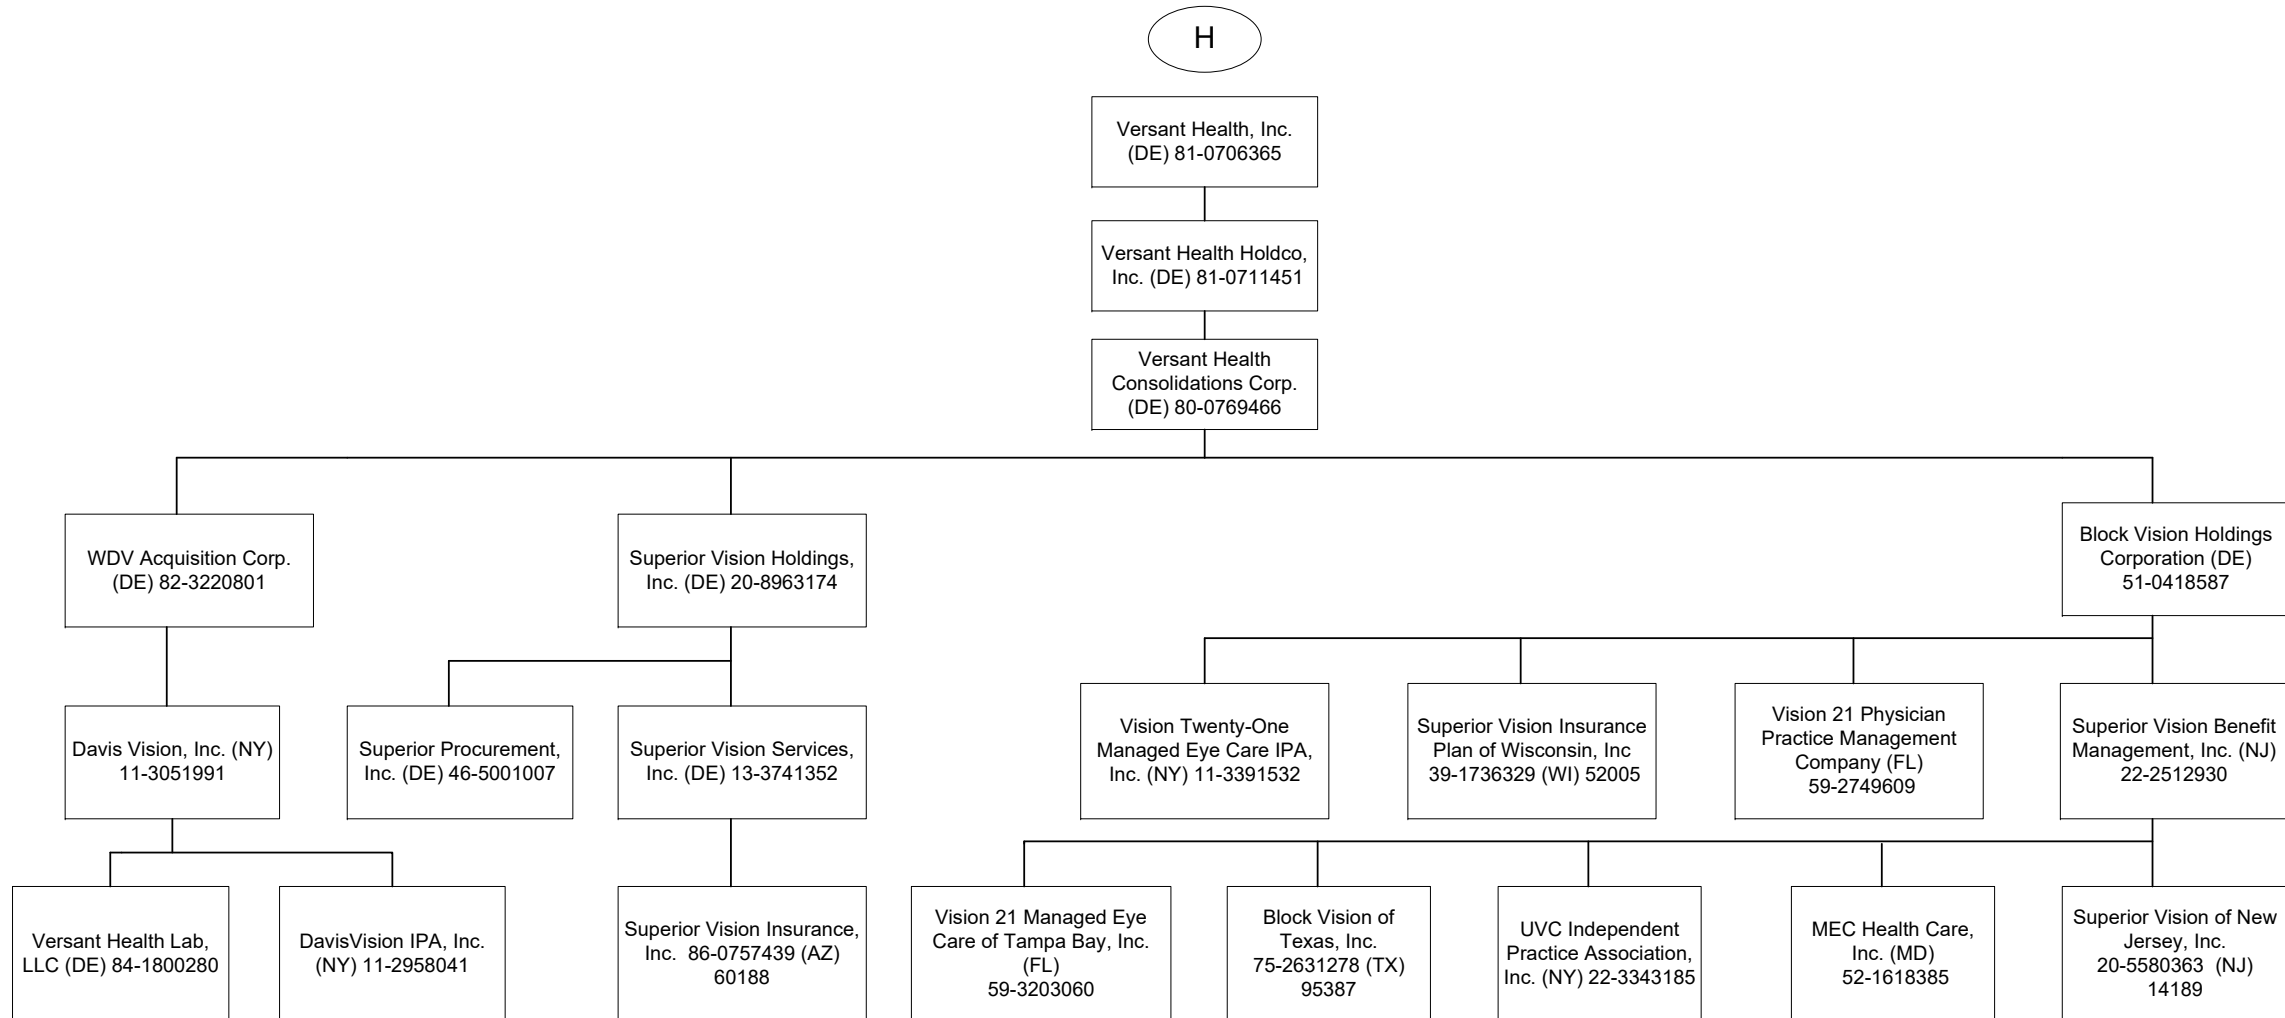 H
Versant Health, Inc.
(DE) 81-0706365
Versant Health Holdco,
Inc. (DE) 81-0711451
Versant Health
Consolidations Corp.
(DE) 80-0769466
WDV Acquisition Corp.
(DE) 82-3220801
Superior Vision Holdings,
Inc. (DE) 20-8963174
Block Vision Holdings
Corporation (DE)
51-0418587
Davis Vision, Inc. (NY)
11-3051991
Superior Procurement,
Inc. (DE) 46-5001007
Superior Vision Services,
Inc. (DE) 13-3741352
Vision Twenty-One
Managed Eye Care IPA,
Inc. (NY) 11-3391532
Superior Vision Insurance
Plan of Wisconsin, Inc
39-1736329 (WI) 52005
Vision 21 Physician
Practice Management
Company (FL)
59-2749609
Superior Vision Benefit
Management, Inc. (NJ)
22-2512930
Versant Health Lab,
LLC (DE) 84-1800280
DavisVision IPA, Inc.
(NY) 11-2958041
Superior Vision Insurance,
Inc.  86-0757439 (AZ)
60188
Vision 21 Managed Eye
Care of Tampa Bay, Inc.
(FL)
59-3203060
Block Vision of
Texas, Inc.
75-2631278 (TX)
95387
UVC Independent
Practice Association,
Inc. (NY) 22-3343185
MEC Health Care,
Inc. (MD)
52-1618385
Superior Vision of New
Jersey, Inc.
20-5580363  (NJ)
14189